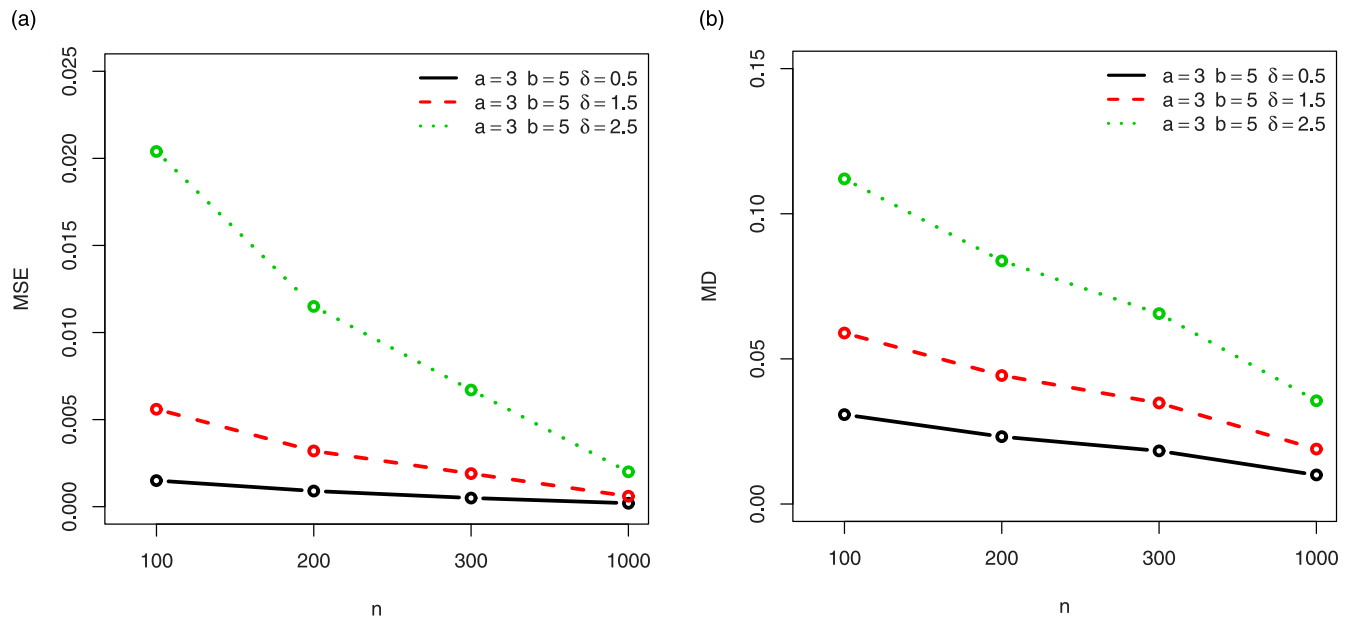 (a)
MSE
0.025
0.020
0.015
0.010
0.005
0.000
a = 3 b = 5 δ = 0.5
a = 3 b = 5 δ = 1.5
a = 3 b = 5 δ = 2.5
100 200 300 1000
n
(b)
MD
0.15
0.10
0.05
0.00
a = 3 b = 5 δ = 0.5
a = 3 b = 5 δ = 1.5
a = 3 b = 5 δ = 2.5
100 200 300 1000
n